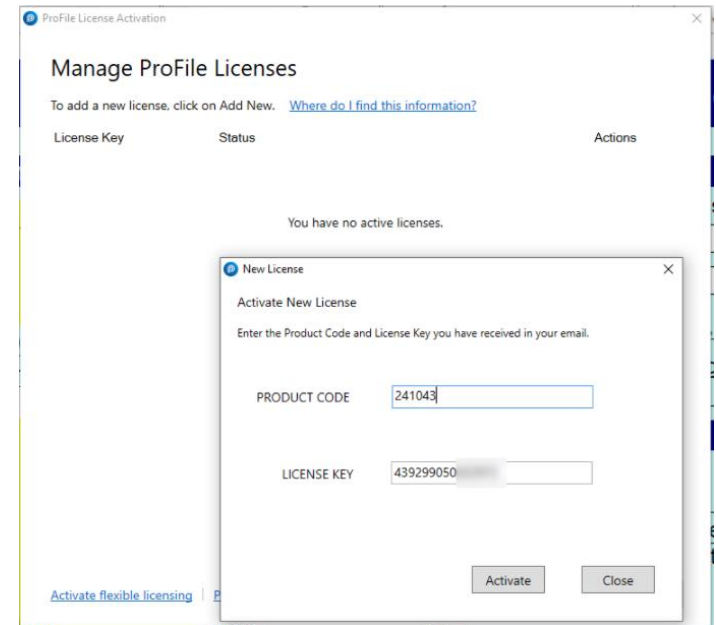 ProFile License Activation
Manage ProFile Licenses
To add a new license, click on Add New. Where do I find this information?
License Key Status Actions
You have no active licenses.
New License
Activate New License
Enter the Product Code and License Key you have received in your email.
PRODUCT CODE 241043
LICENSE KEY 439299050
Activate Close
Activate flexible licensing